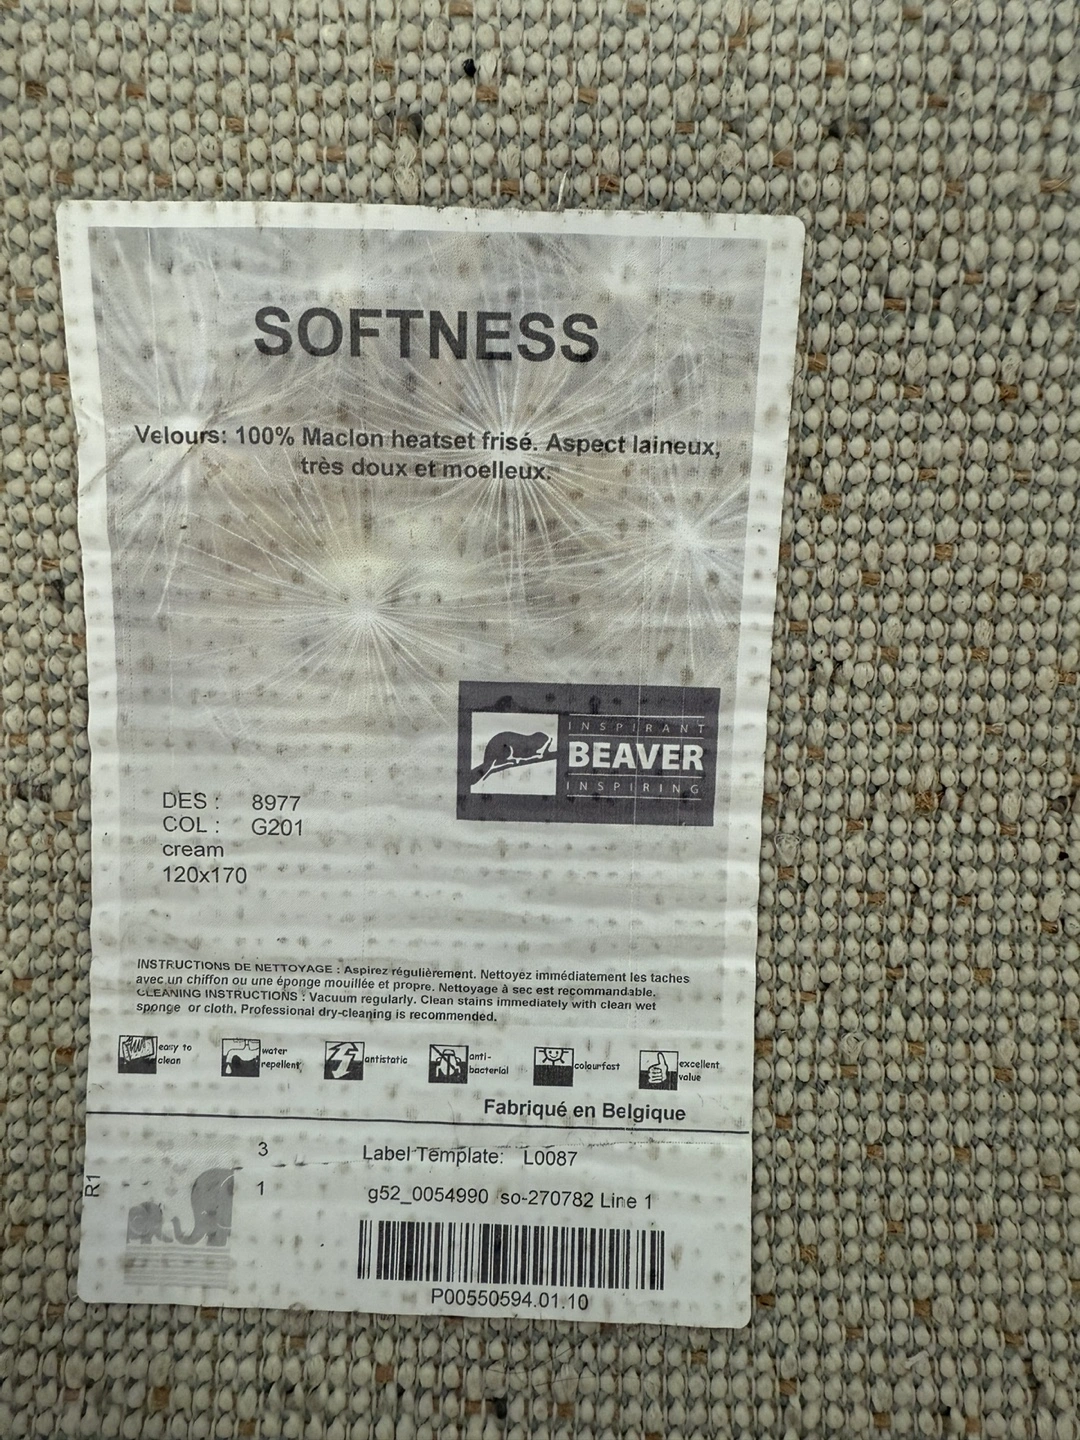 SOFTNESS
Velours: 100% Maclon heatset frisé. Aspect laineux,
très doux et moelleux.
INSPIRANT
BEAVER
INSPIRING
DES : 8977
COL : G201
cream
120x170
INSTRUCTIONS DE NETTOYAGE : Aspirez régulièrement. Nettoyez immédiatement les taches
avec un chiffon ou une éponge mouillée et propre. Nettoyage à sec est recommandable.
CLEANING INSTRUCTIONS : Vacuum regularly. Clean stains immediately with clean wet
sponge or cloth. Professional dry-cleaning is recommended.
easy to
clean
water
repellent
antistatic
anti-
bacterial
colourfast
excellent
value
Fabriqué en Belgique
R1
3
Label Template: L0087
1
g52_0054990 so-270782 Line 1
P00550594.01.10